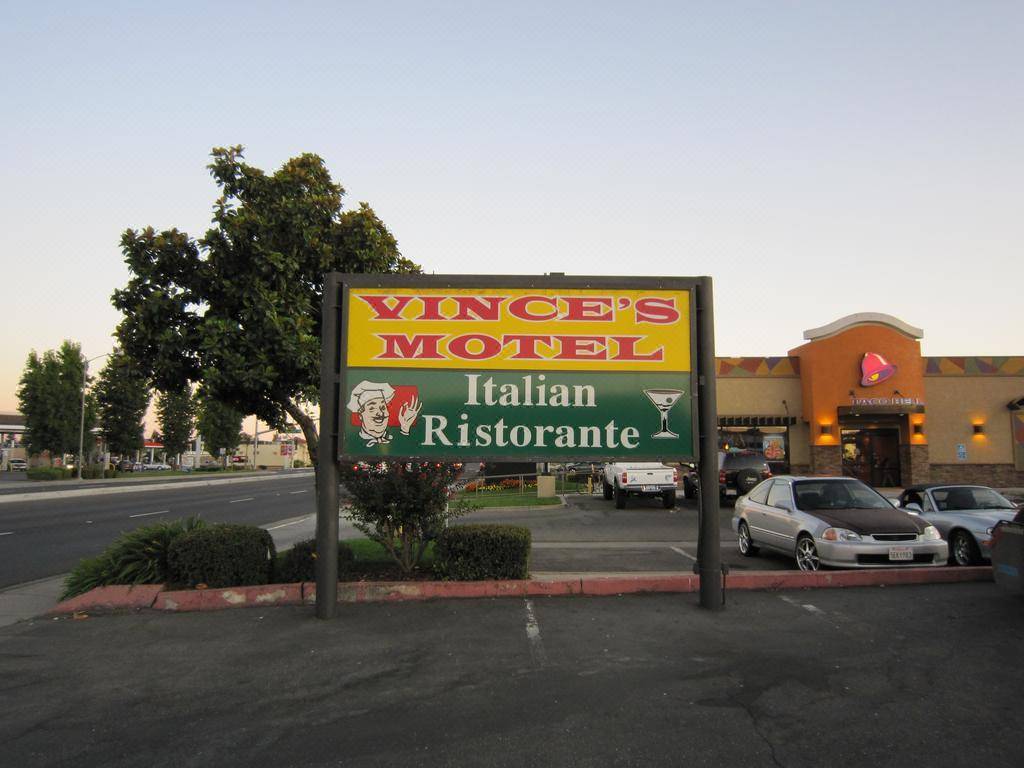 VINCE'S
MOTEL
Italian
Ristorante
TACO BELL